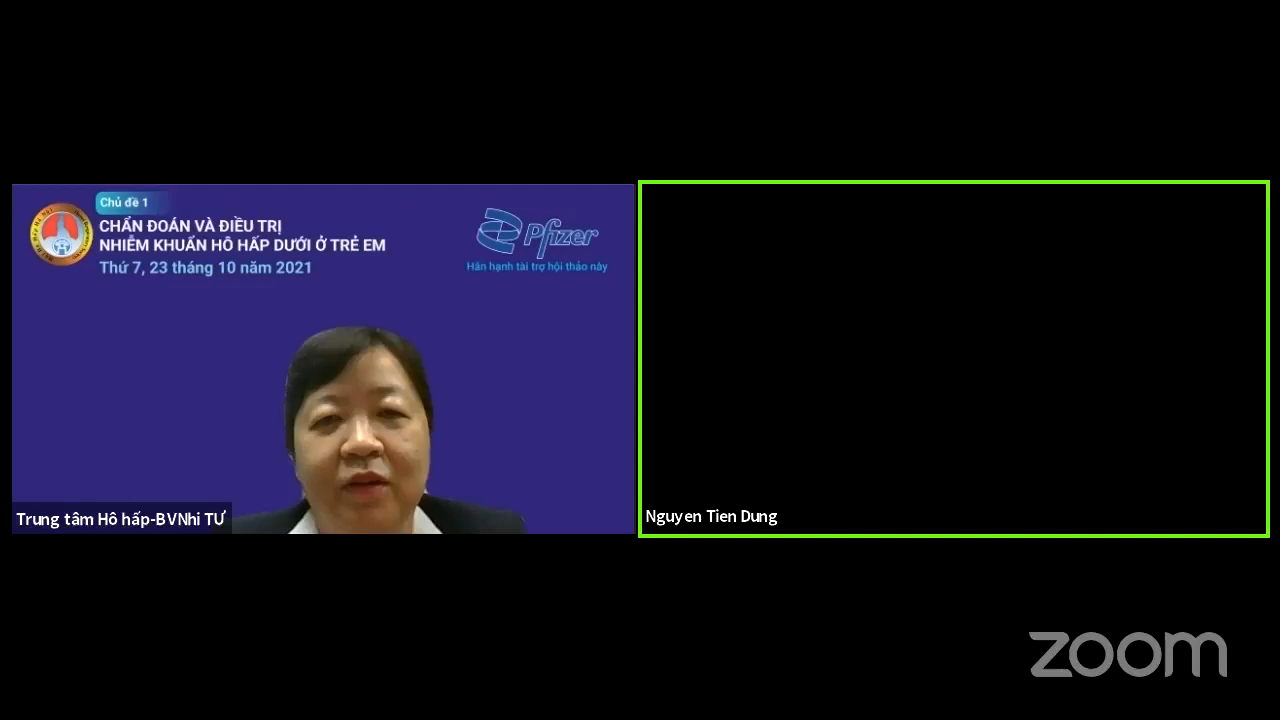 Chủ đề 1
CHẨN ĐOÁN VÀ ĐIỀU TRỊ
NHIỄM KHUẨN HÔ HẤP DƯỚI Ở TRẺ EM
Thứ 7, 23 tháng 10 năm 2021
Pfizer
Hân hạnh tài trợ hội thảo này
Trung tâm Hô hấp-BVNhi TƯ
Nguyen Tien Dung
zoom